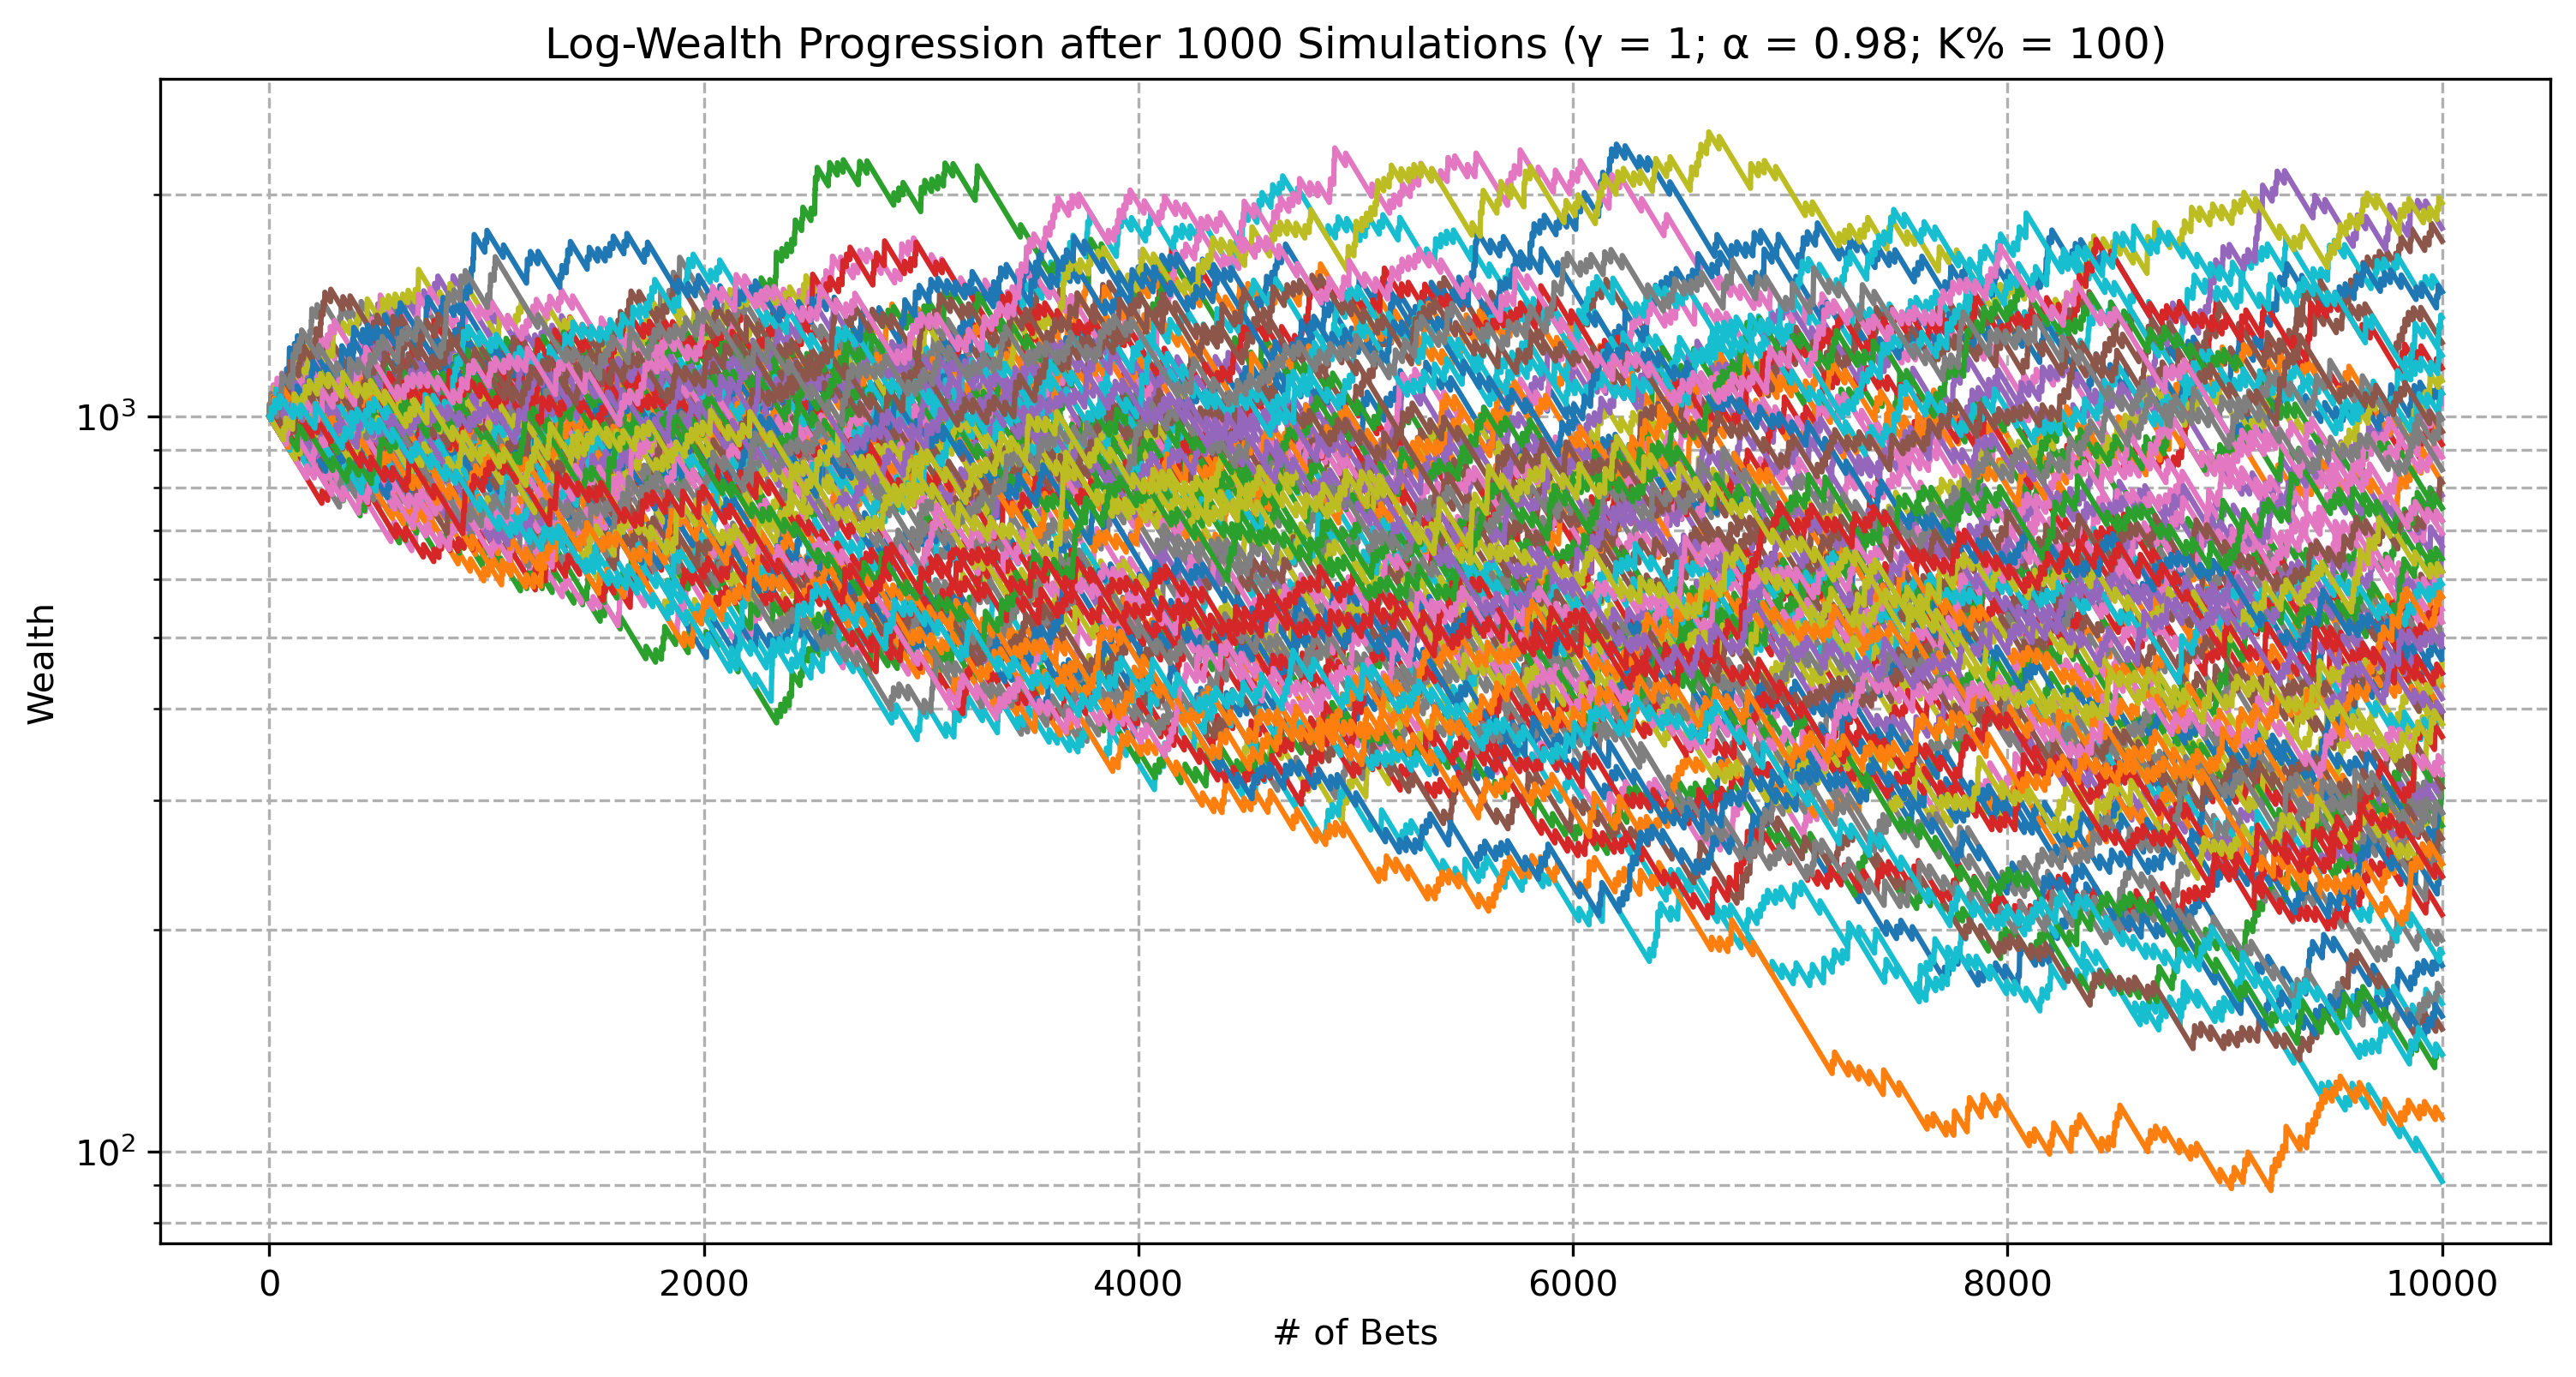 Log-Wealth Progression after 1000 Simulations (γ = 1; α = 0.98; K% = 100)
Wealth
10³
10²
0 2000 4000 6000 8000 10000
# of Bets